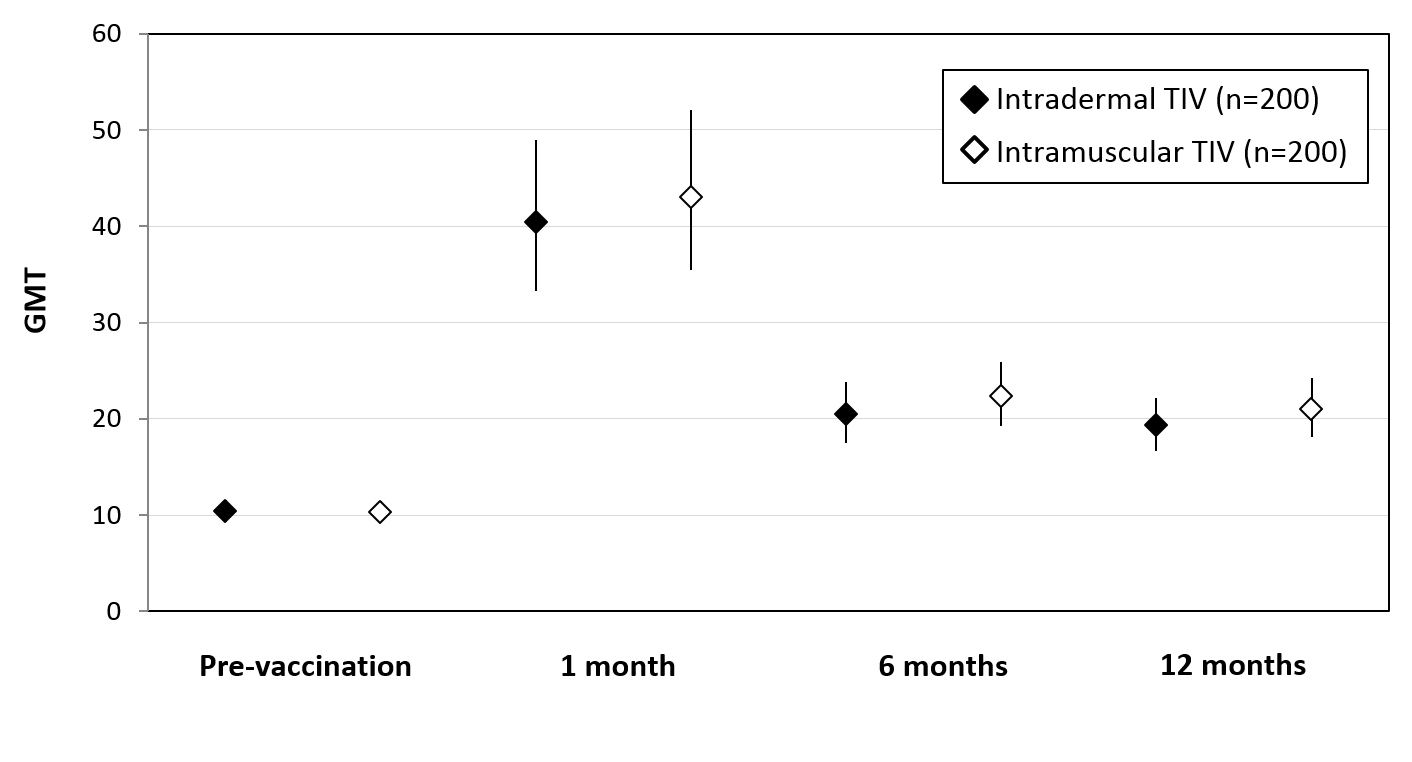 60
50
40
30
20
10
0
GMT
Intradermal TIV (n=200)
Intramuscular TIV (n=200)
Pre-vaccination
1 month
6 months
12 months